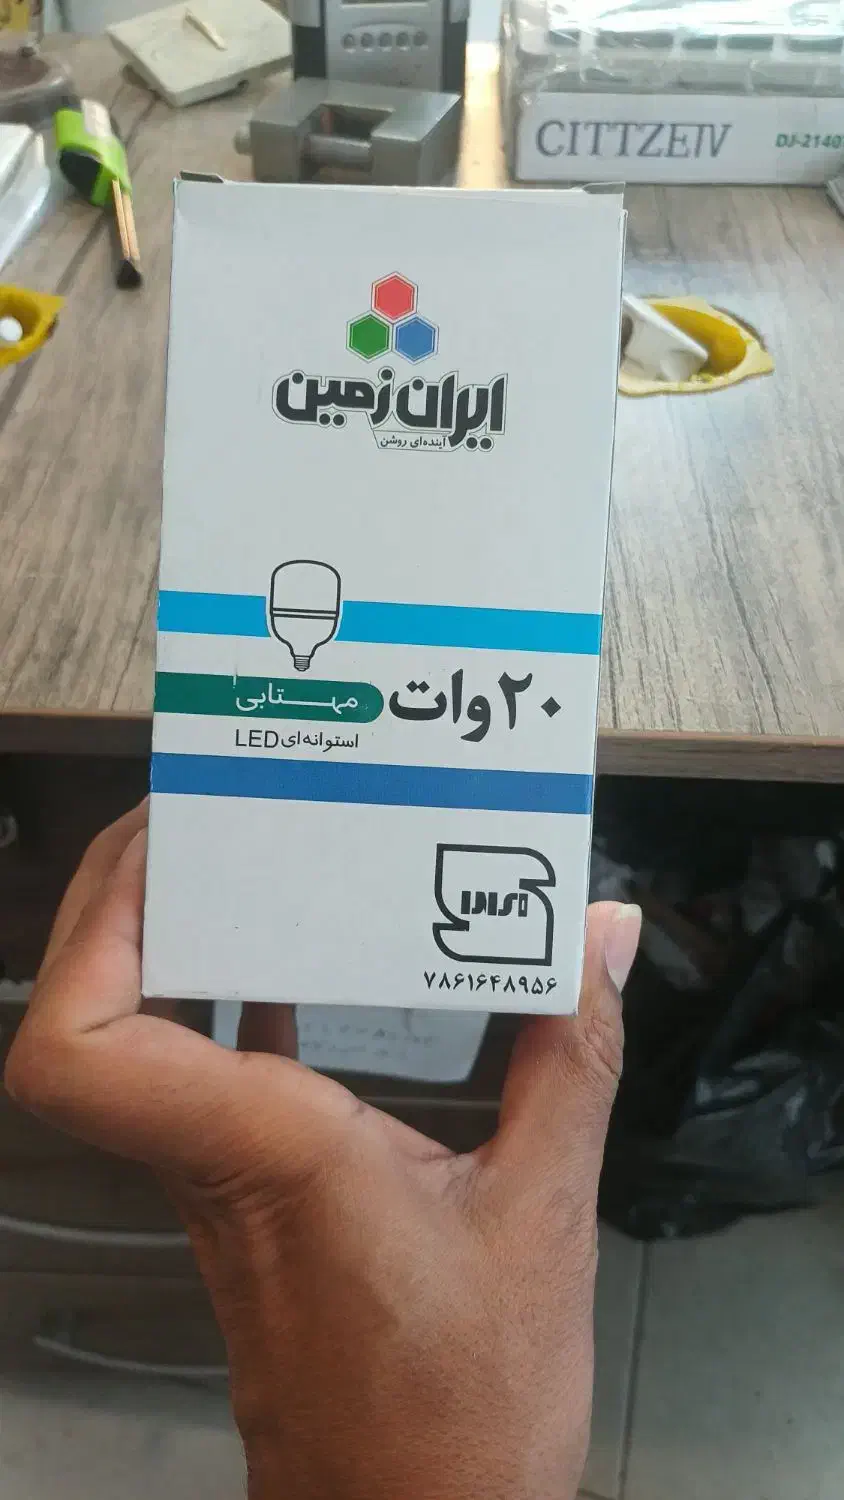 CITTZEIV
DJ-2140
ایران زمین
آینده‌ای روشن
۲۰ وات
مهتابی
استوانه‌ای LED
۷۸۶۱۶۴۸۹۵۶